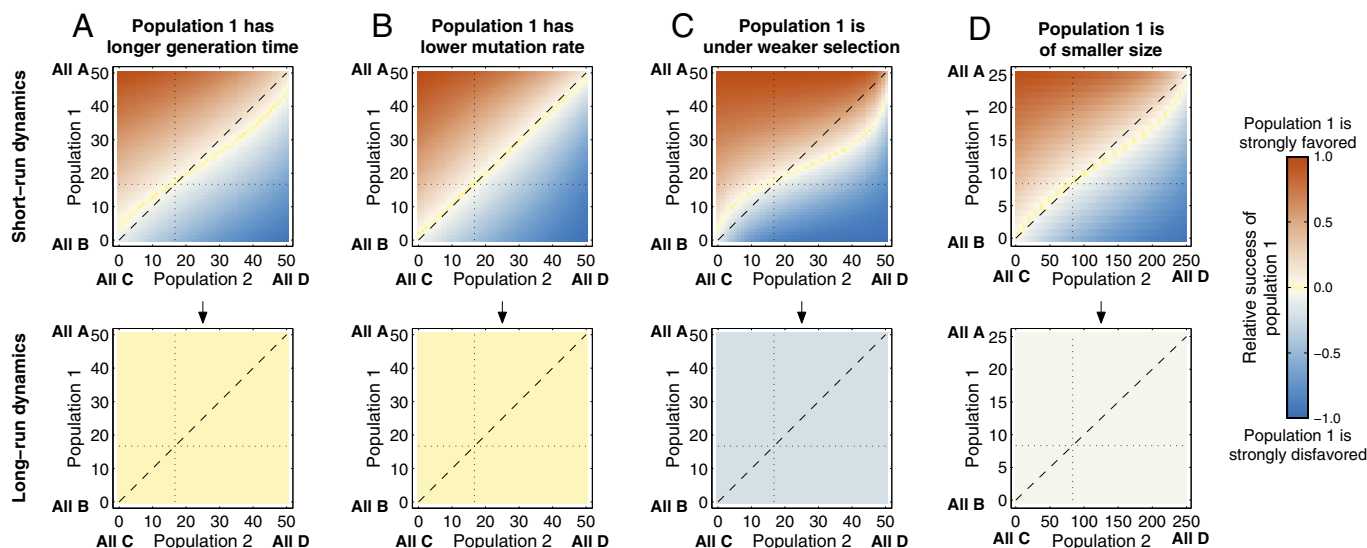 A
Population 1 has
longer generation time
B
Population 1 has
lower mutation rate
C
Population 1 is
under weaker selection
D
Population 1 is
of smaller size
Short−run dynamics
All A 50
40
30
20
10
0
All B
Population 1
0 10 20 30 40 50
All C Population 2 All D
All A 50
40
30
20
10
0
All B
Population 1
0 10 20 30 40 50
All C Population 2 All D
All A 50
40
30
20
10
0
All B
Population 1
0 10 20 30 40 50
All C Population 2 All D
All A 25
20
15
10
5
0
All B
Population 1
0 50 100 150 200 250
All C Population 2 All D
Population 1 is
strongly favored
1.0
0.5
0.0
−0.5
−1.0
Relative success of
population 1
Population 1 is
strongly disfavored
Long−run dynamics
All A 50
40
30
20
10
0
All B
Population 1
0 10 20 30 40 50
All C Population 2 All D
All A 50
40
30
20
10
0
All B
Population 1
0 10 20 30 40 50
All C Population 2 All D
All A 50
40
30
20
10
0
All B
Population 1
0 10 20 30 40 50
All C Population 2 All D
All A 25
20
15
10
5
0
All B
Population 1
0 50 100 150 200 250
All C Population 2 All D